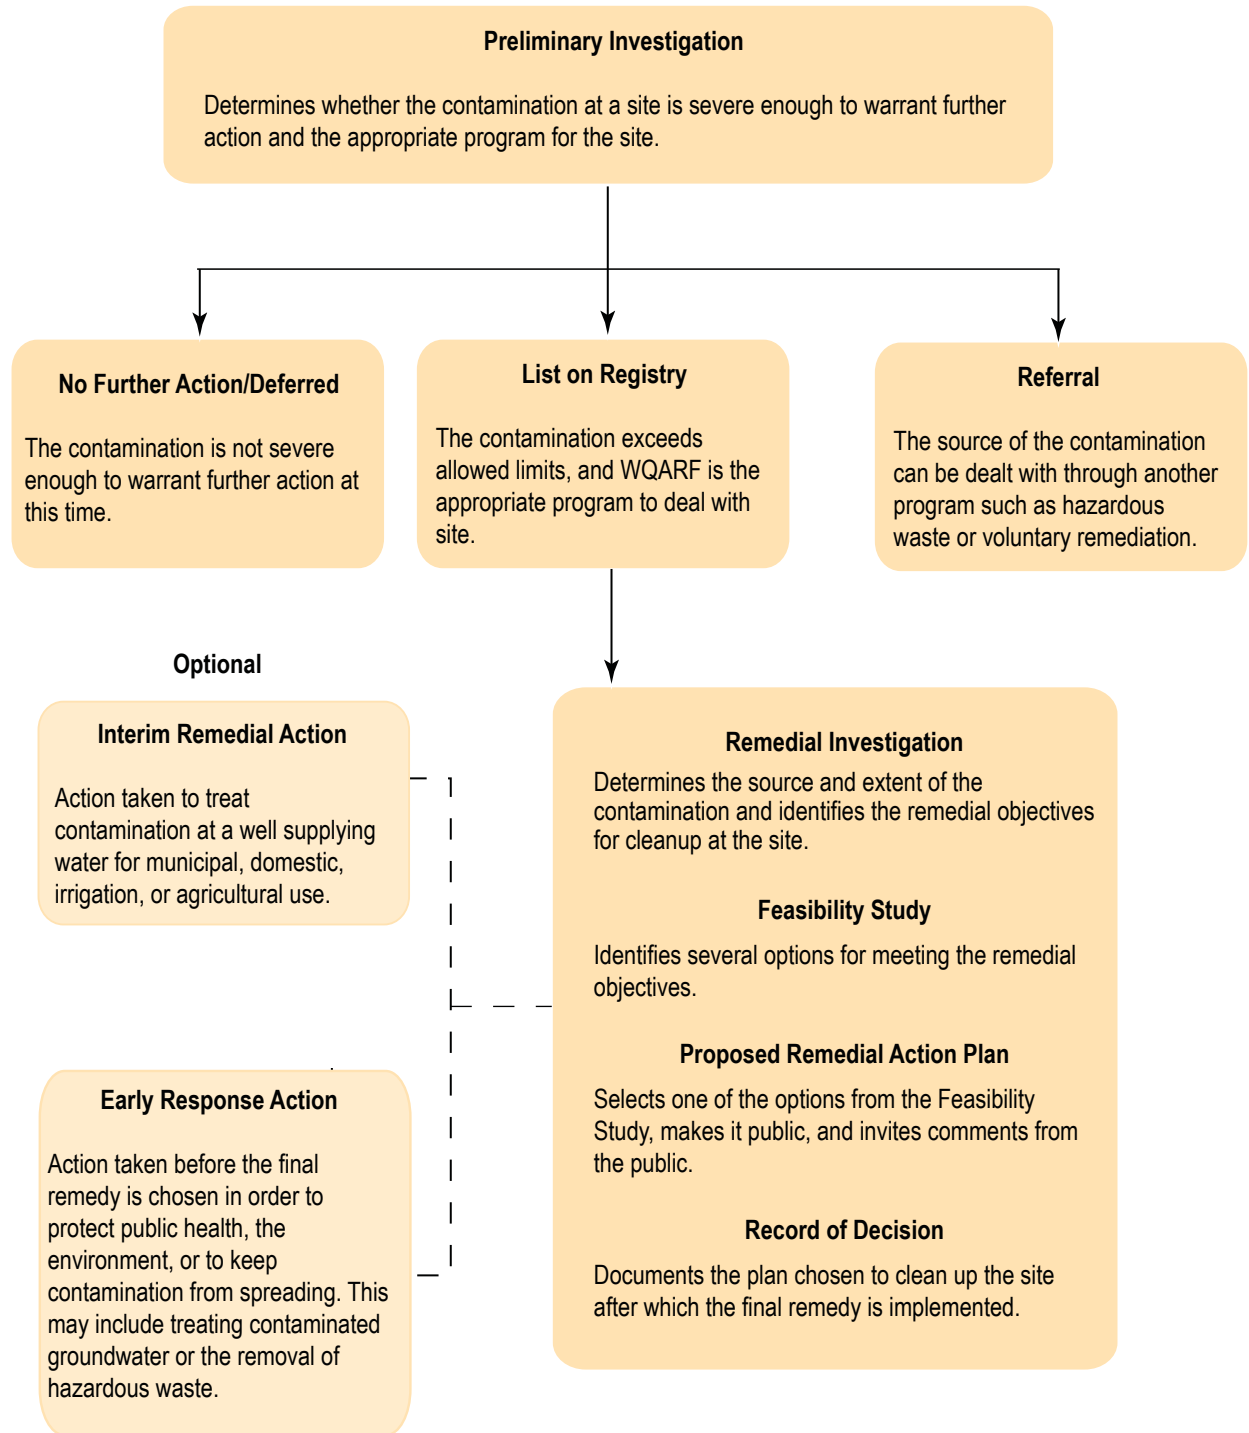 Preliminary Investigation
Determines whether the contamination at a site is severe enough to warrant further
action and the appropriate program for the site.
No Further Action/Deferred
The contamination is not severe
enough to warrant further action at
this time.
List on Registry
The contamination exceeds
allowed limits, and WQARF is the
appropriate program to deal with
site.
Referral
The source of the contamination
can be dealt with through another
program such as hazardous
waste or voluntary remediation.
Optional
Interim Remedial Action
Action taken to treat
contamination at a well supplying
water for municipal, domestic,
irrigation, or agricultural use.
Early Response Action
Action taken before the final
remedy is chosen in order to
protect public health, the
environment, or to keep
contamination from spreading. This
may include treating contaminated
groundwater or the removal of
hazardous waste.
Remedial Investigation
Determines the source and extent of the
contamination and identifies the remedial objectives
for cleanup at the site.
Feasibility Study
Identifies several options for meeting the remedial
objectives.
Proposed Remedial Action Plan
Selects one of the options from the Feasibility
Study, makes it public, and invites comments from
the public.
Record of Decision
Documents the plan chosen to clean up the site
after which the final remedy is implemented.